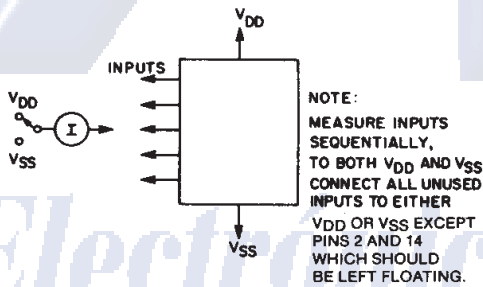 VDD
INPUTS
VDD
I
VSS
VSS
NOTE:
MEASURE INPUTS
SEQUENTIALLY,
TO BOTH VDD AND VSS
CONNECT ALL UNUSED
INPUTS TO EITHER
VDD OR VSS EXCEPT
PINS 2 AND 14
WHICH SHOULD
BE LEFT FLOATING.